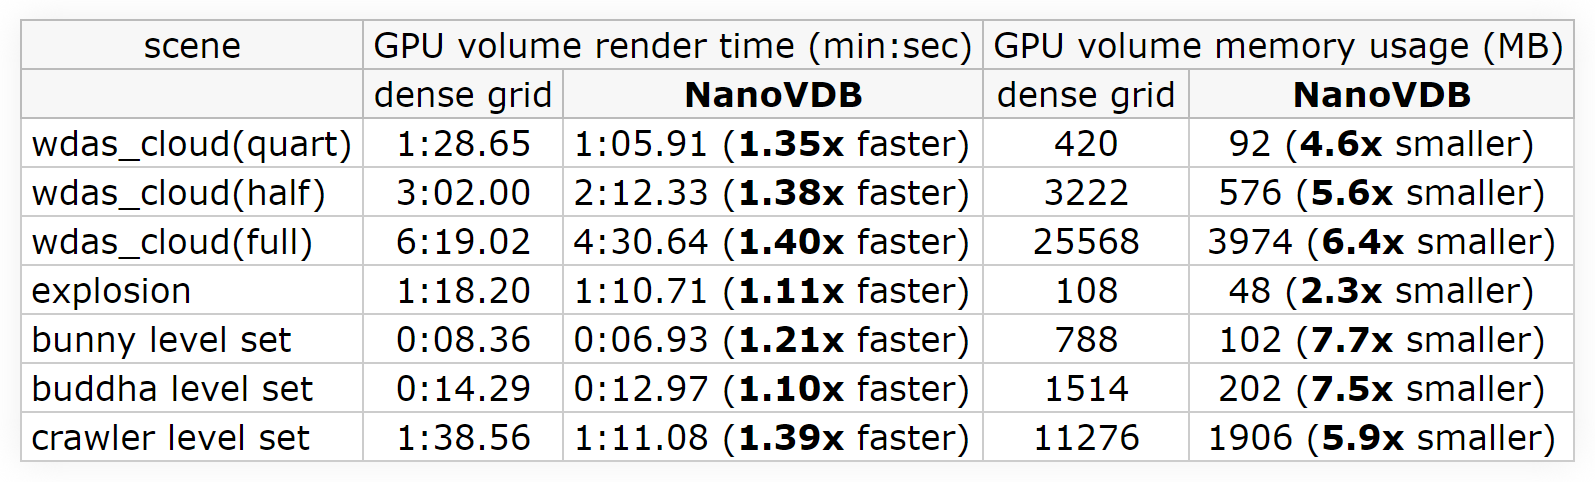 scene GPU volume render time (min:sec) GPU volume memory usage (MB)
dense grid NanoVDB dense grid NanoVDB
wdas_cloud(quart) 1:28.65 1:05.91 (1.35x faster) 420 92 (4.6x smaller)
wdas_cloud(half) 3:02.00 2:12.33 (1.38x faster) 3222 576 (5.6x smaller)
wdas_cloud(full) 6:19.02 4:30.64 (1.40x faster) 25568 3974 (6.4x smaller)
explosion 1:18.20 1:10.71 (1.11x faster) 108 48 (2.3x smaller)
bunny level set 0:08.36 0:06.93 (1.21x faster) 788 102 (7.7x smaller)
buddha level set 0:14.29 0:12.97 (1.10x faster) 1514 202 (7.5x smaller)
crawler level set 1:38.56 1:11.08 (1.39x faster) 11276 1906 (5.9x smaller)